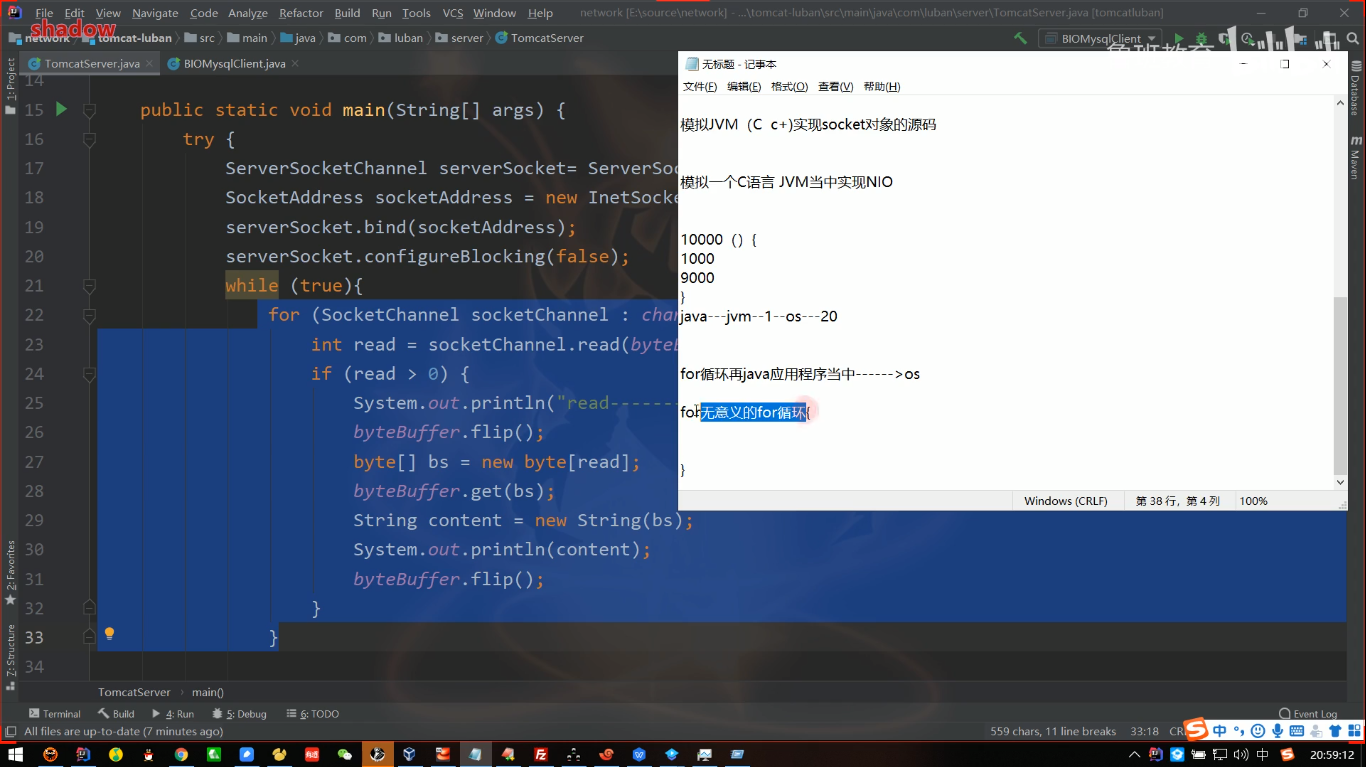 File Edit View Navigate Code Analyze Refactor Build Run Tools VCS Window Help network [E:\source\network] - ...\tomcat-luban\src\main\java\com\luban\server\TomcatServer.java [tomcatluban]
shadow
network tomcat-luban src main java com luban server TomcatServer BIOMysqlClient
鲁班教育
TomcatServer.java BIOMysqlClient.java
14
15 public static void main(String[] args) {
16 try {
17 ServerSocketChannel serverSocket= ServerSoc
18 SocketAddress socketAddress = new InetSocke
19 serverSocket.bind(socketAddress);
20 serverSocket.configureBlocking(false);
21 while (true){
22 for (SocketChannel socketChannel : chan
23 int read = socketChannel.read(byteB
24 if (read > 0) {
25 System.out.println("read-------
26 byteBuffer.flip();
27 byte[] bs = new byte[read];
28 byteBuffer.get(bs);
29 String content = new String(bs);
30 System.out.println(content);
31 byteBuffer.flip();
32 }
33 }
34
1: Project
2: Favorites
Z: Structure
Database
Maven
无标题 - 记事本
文件(F) 编辑(E) 格式(O) 查看(V) 帮助(H)
模拟JVM（C c+)实现socket对象的源码
模拟一个C语言 JVM当中实现NIO
10000（）{
1000
9000
}
java---jvm--1--os---20
for循环再java应用程序当中------>os
for无意义的for循环{
}
Windows (CRLF) 第 38 行，第 4 列 100%
TomcatServer › main()
Terminal Build 4: Run 5: Debug 6: TODO Event Log
All files are up-to-date (7 minutes ago) 559 chars, 11 line breaks 33:18
中
中 20:59:12